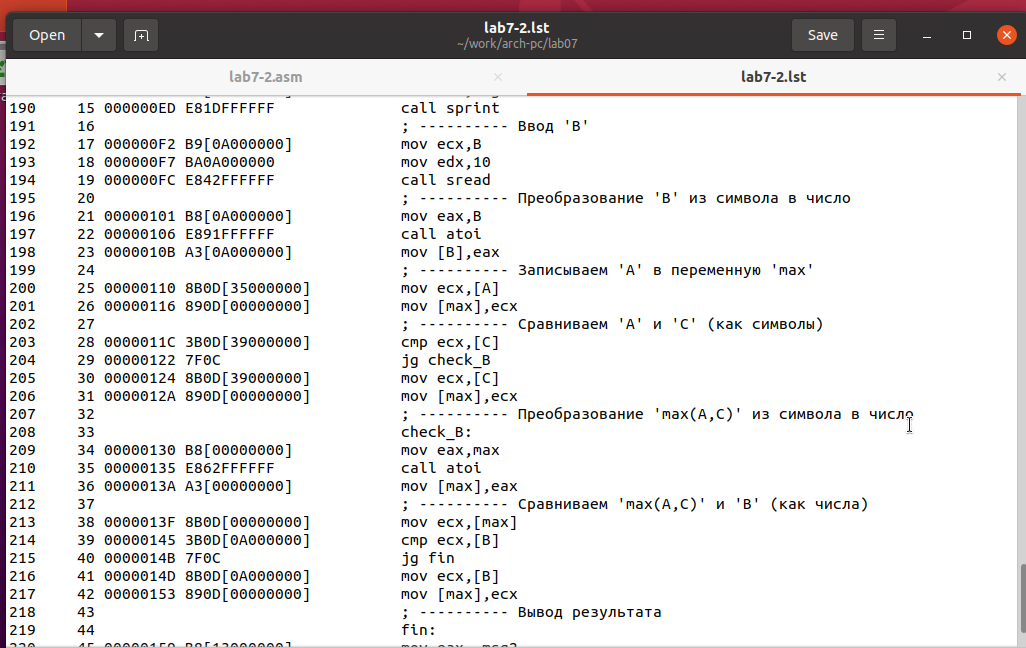 Open
lab7-2.lst
~/work/arch-pc/lab07
Save
lab7-2.asm
lab7-2.lst
190 15 000000ED E81DFFFFFF call sprint
191 16 ; ---------- Ввод 'B'
192 17 000000F2 B9[0A000000] mov ecx,B
193 18 000000F7 BA0A000000 mov edx,10
194 19 000000FC E842FFFFFF call sread
195 20 ; ---------- Преобразование 'B' из символа в число
196 21 00000101 B8[0A000000] mov eax,B
197 22 00000106 E891FFFFFF call atoi
198 23 0000010B A3[0A000000] mov [B],eax
199 24 ; ---------- Записываем 'A' в переменную 'max'
200 25 00000110 8B0D[35000000] mov ecx,[A]
201 26 00000116 890D[00000000] mov [max],ecx
202 27 ; ---------- Сравниваем 'A' и 'C' (как символы)
203 28 0000011C 3B0D[39000000] cmp ecx,[C]
204 29 00000122 7F0C jg check_B
205 30 00000124 8B0D[39000000] mov ecx,[C]
206 31 0000012A 890D[00000000] mov [max],ecx
207 32 ; ---------- Преобразование 'max(A,C)' из символа в число
208 33 check_B:
209 34 00000130 B8[00000000] mov eax,max
210 35 00000135 E862FFFFFF call atoi
211 36 0000013A A3[00000000] mov [max],eax
212 37 ; ---------- Сравниваем 'max(A,C)' и 'B' (как числа)
213 38 0000013F 8B0D[00000000] mov ecx,[max]
214 39 00000145 3B0D[0A000000] cmp ecx,[B]
215 40 0000014B 7F0C jg fin
216 41 0000014D 8B0D[0A000000] mov ecx,[B]
217 42 00000153 890D[00000000] mov [max],ecx
218 43 ; ---------- Вывод результата
219 44 fin: